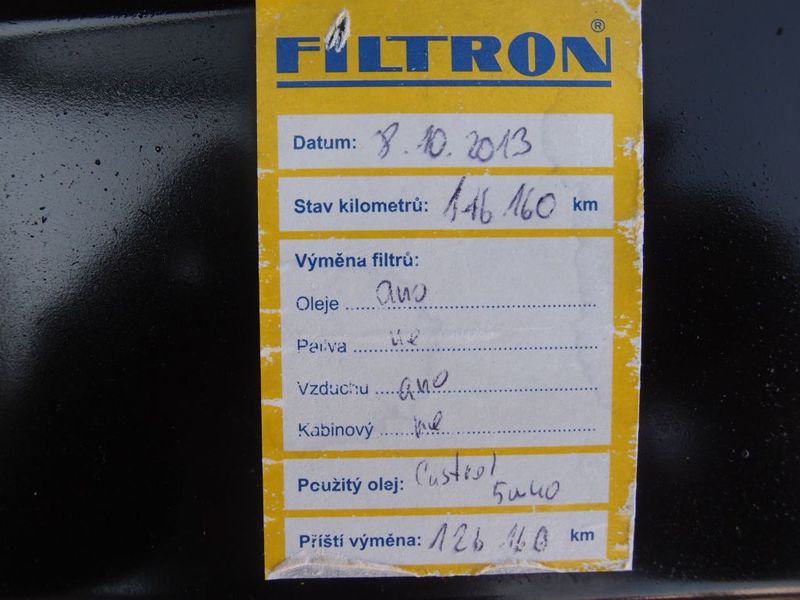 FILTRON®
Datum: 8.10.2013
Stav kilometrů: 116 160 km
Výměna filtrů:
Oleje ano
Paliva ne
Vzduchu ano
Kabinový ne
Použitý olej: Castrol
5w40
Příští výměna: 126 160 km